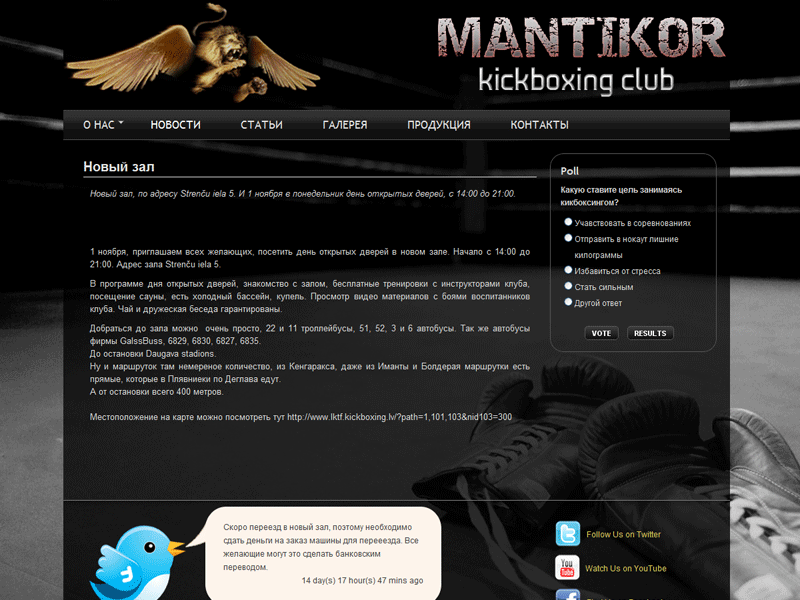 MANTIKOR
kickboxing club
О НАС
НОВОСТИ
СТАТЬИ
ГАЛЕРЕЯ
ПРОДУКЦИЯ
КОНТАКТЫ
Новый зал
Новый зал, по адресу Strenču iela 5. И 1 ноября в понедельник день открытых дверей, с 14:00 до 21:00.
1 ноября, приглашаем всех желающих, посетить день открытых дверей в новом зале. Начало с 14:00 до
21:00. Адрес зала Strenču iela 5.
В программе дня открытых дверей, знакомство с залом, бесплатные тренировки с инструкторами клуба,
посещение сауны, есть холодный бассейн, купель. Просмотр видео материалов с боями воспитанников
клуба. Чай и дружеская беседа гарантированы.
Добраться до зала можно очень просто, 22 и 11 троллейбусы, 51, 52, 3 и 6 автобусы. Так же автобусы
фирмы GalssBuss, 6829, 6830, 6827, 6835.
До остановки Daugava stadions.
Ну и маршруток там немереное количество, из Кенгаракса, даже из Иманты и Болдерая маршрутки есть
прямые, которые в Плявниеки по Деглава едут.
А от остановки всего 400 метров.
Местоположение на карте можно посмотреть тут http://www.lktf.kickboxing.lv/?path=1,101,103&nid103=300
Poll
Какую ставите цель занимаясь
кикбоксингом?
Учавствовать в соревнованиях
Отправить в нокаут лишние
килограммы
Избавиться от стресса
Стать сильным
Другой ответ
VOTE
RESULTS
Скоро переезд в новый зал, поэтому необходимо
сдать деньги на заказ машины для перееезда. Все
желающие могут это сделать банковским
переводом.
14 day(s) 17 hour(s) 47 mins ago
Follow Us on Twitter
You
Tube
Watch Us on YouTube